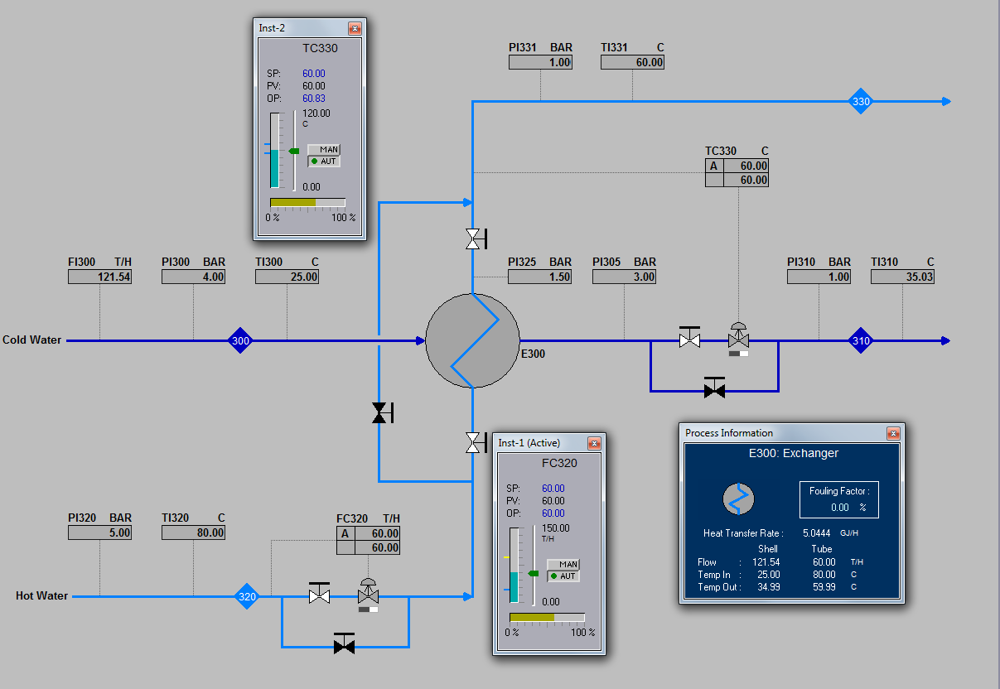 Inst-2
TC330
SP: 60.00
PV: 60.00
OP: 60.83
120.00
C
MAN
AUT
0.00
0 % 100 %
PI331 BAR
1.00
TI331 C
60.00
330
TC330 C
A 60.00
60.00
FI300 T/H
121.54
PI300 BAR
4.00
TI300 C
25.00
PI325 BAR
1.50
PI305 BAR
3.00
PI310 BAR
1.00
TI310 C
35.03
Cold Water
300
E300
310
Inst-1 (Active)
FC320
SP: 60.00
PV: 60.00
OP: 60.00
150.00
T/H
MAN
AUT
0.00
0 % 100 %
Process Information
E300: Exchanger
Fouling Factor :
0.00 %
Heat Transfer Rate : 5.0444 GJ/H
Shell Tube
Flow : 121.54 60.00 T/H
Temp In : 25.00 80.00 C
Temp Out : 34.99 59.99 C
PI320 BAR
5.00
TI320 C
80.00
FC320 T/H
A 60.00
60.00
Hot Water
320